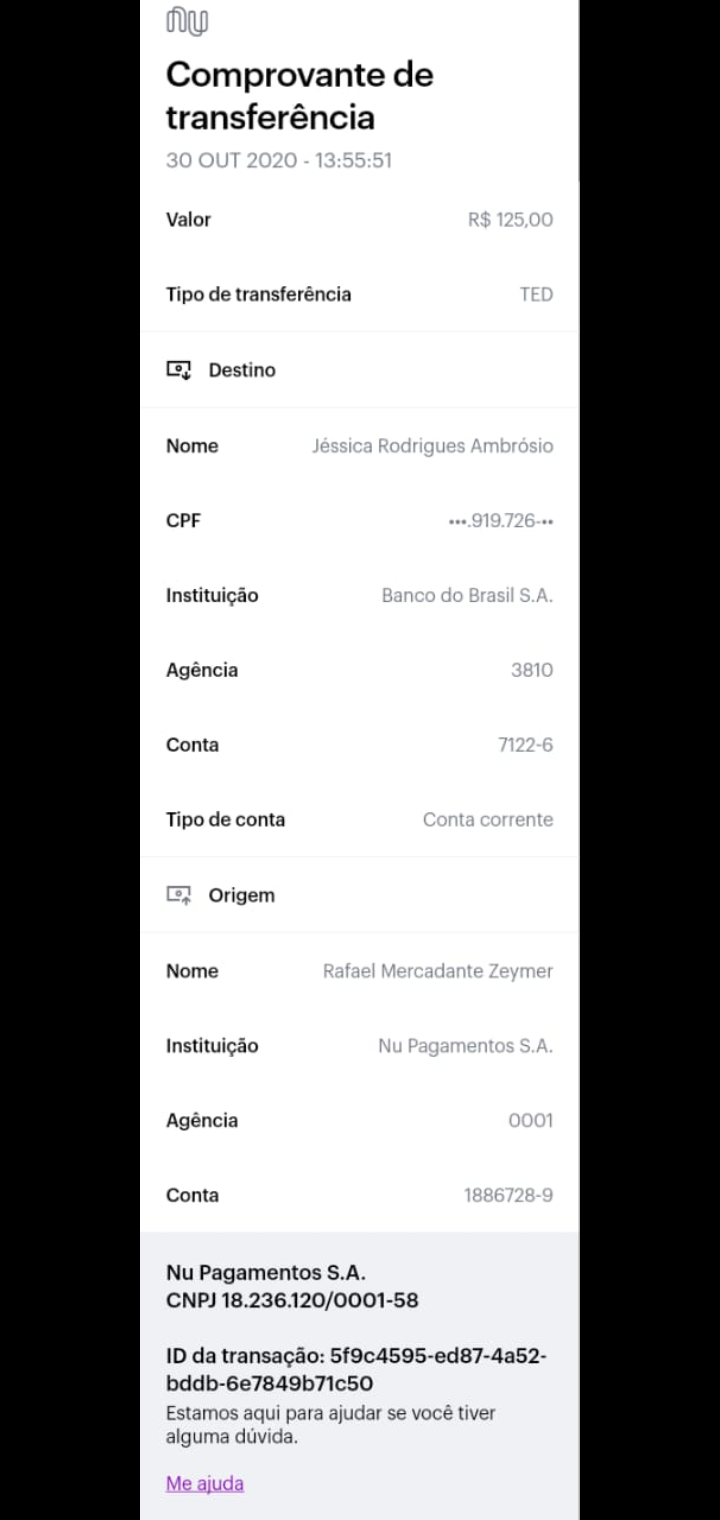 nu
Comprovante de
transferência
30 OUT 2020 - 13:55:51
Valor R$ 125,00
Tipo de transferência TED
Destino
Nome Jéssica Rodrigues Ambrósio
CPF •••.919.726-••
Instituição Banco do Brasil S.A.
Agência 3810
Conta 7122-6
Tipo de conta Conta corrente
Origem
Nome Rafael Mercadante Zeymer
Instituição Nu Pagamentos S.A.
Agência 0001
Conta 1886728-9
Nu Pagamentos S.A.
CNPJ 18.236.120/0001-58
ID da transação: 5f9c4595-ed87-4a52-
bddb-6e7849b71c50
Estamos aqui para ajudar se você tiver
alguma dúvida.
Me ajuda